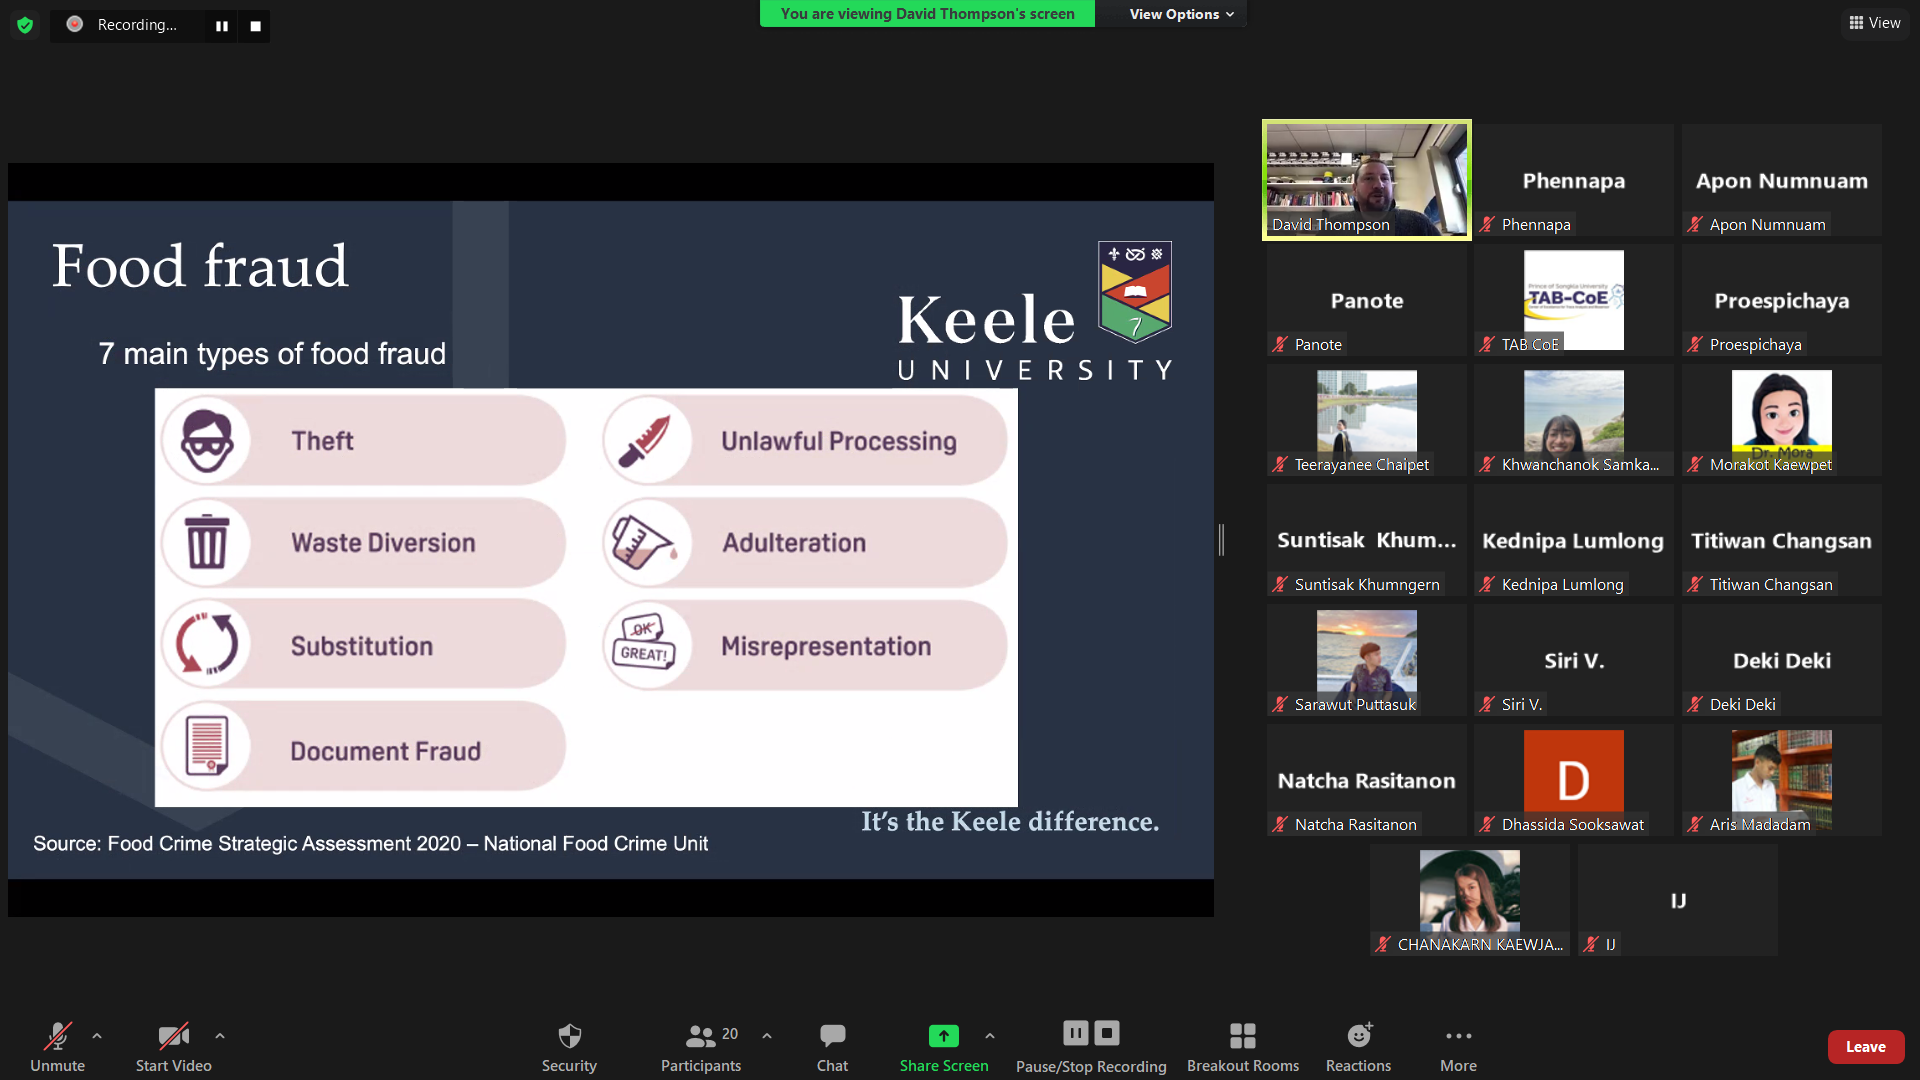 Recording...
You are viewing David Thompson's screen
View Options
View
Food fraud
Keele
UNIVERSITY
7 main types of food fraud
Theft
Unlawful Processing
Waste Diversion
Adulteration
Substitution
OK
GREAT!
Misrepresentation
Document Fraud
It's the Keele difference.
Source: Food Crime Strategic Assessment 2020 – National Food Crime Unit
David Thompson
Phennapa
Phennapa
Apon Numnuam
Apon Numnuam
Panote
Panote
Prince of Songkla University
TAB-CoE
TAB CoE
Proespichaya
Proespichaya
Teerayanee Chaipet
Khwanchanok Samka...
Dr. Mora
Morakot Kaewpet
Suntisak Khum...
Suntisak Khumngern
Kednipa Lumlong
Kednipa Lumlong
Titiwan Changsan
Titiwan Changsan
Sarawut Puttasuk
Siri V.
Siri V.
Deki Deki
Deki Deki
Natcha Rasitanon
Natcha Rasitanon
D
Dhassida Sooksawat
Aris Madadam
CHANAKARN KAEWJA...
IJ
IJ
Unmute
Start Video
Security
Participants
20
Chat
Share Screen
Pause/Stop Recording
Breakout Rooms
Reactions
More
Leave